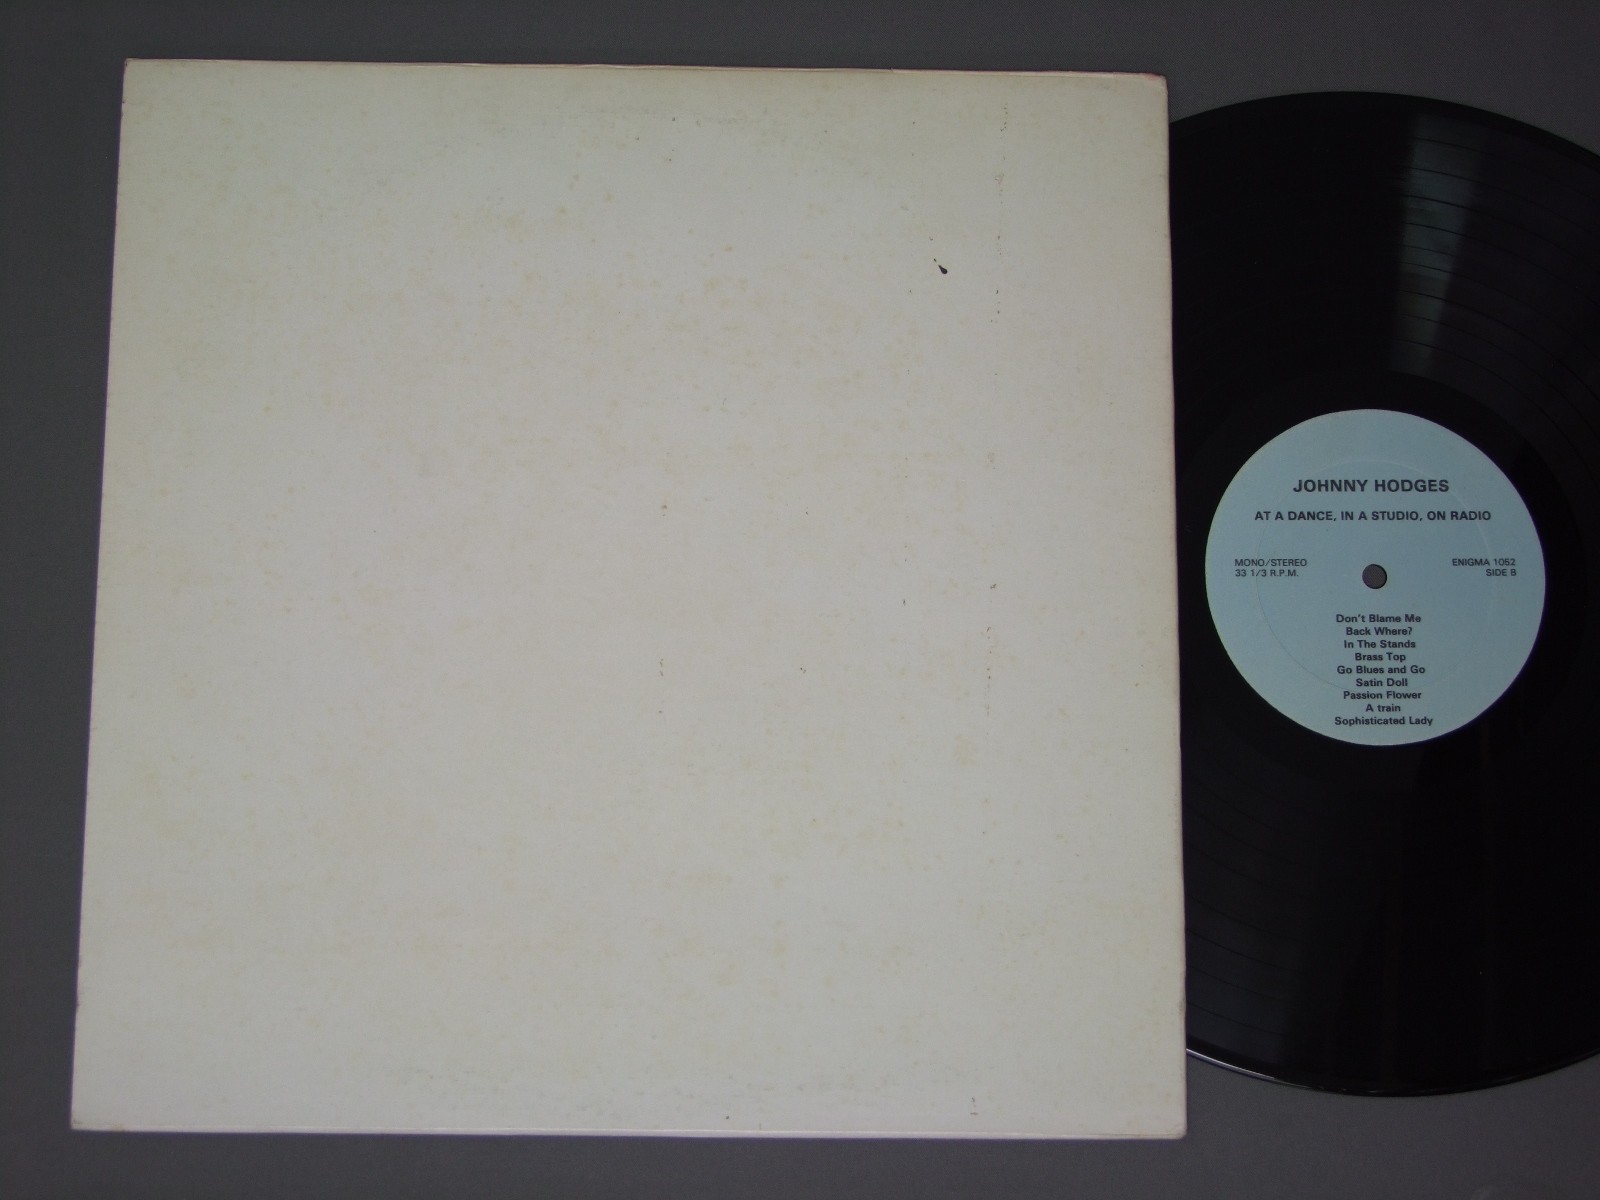 JOHNNY HODGES
AT A DANCE, IN A STUDIO, ON RADIO
MONO/STEREO
33 1/3 R.P.M.
ENIGMA 1052
SIDE B
Don't Blame Me
Back Where?
In The Stands
Brass Top
Go Blues and Go
Satin Doll
Passion Flower
A train
Sophisticated Lady